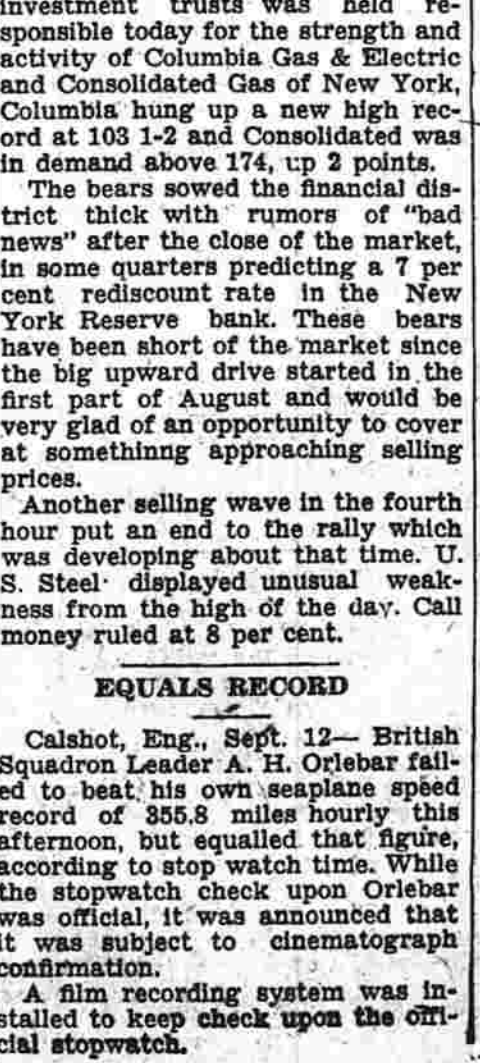 investment trusts was held re-
sponsible today for the strength and
activity of Columbia Gas & Electric
and Consolidated Gas of New York,
Columbia hung up a new high rec-
ord at 103 1-2 and Consolidated was
in demand above 174, up 2 points.
The bears sowed the financial dis-
trict thick with rumors of "bad
news" after the close of the market,
in some quarters predicting a 7 per
cent rediscount rate in the New
York Reserve bank. These bears
have been short of the market since
the big upward drive started in the
first part of August and would be
very glad of an opportunity to cover
at somethinng approaching selling
prices.
Another selling wave in the fourth
hour put an end to the rally which
was developing about that time. U.
S. Steel displayed unusual weak-
ness from the high of the day. Call
money ruled at 8 per cent.
EQUALS RECORD
Calshot, Eng., Sept. 12— British
Squadron Leader A. H. Orlebar fail-
ed to beat his own seaplane speed
record of 355.8 miles hourly this
afternoon, but equalled that figure,
according to stop watch time. While
the stopwatch check upon Orlebar
was official, it was announced that
it was subject to cinematograph
confirmation.
A film recording system was in-
stalled to keep check upon the offi-
cial stopwatch.